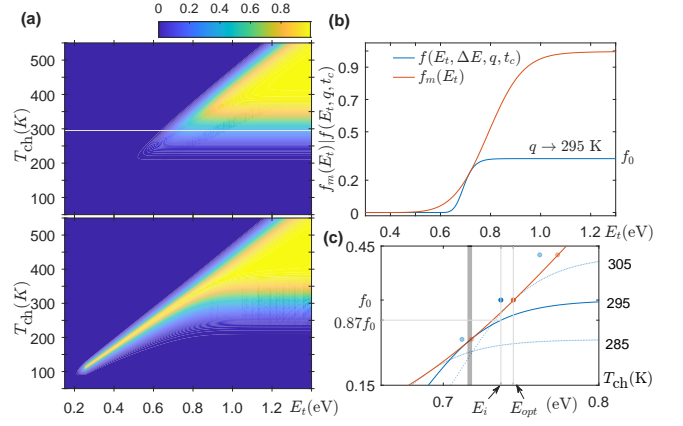 (a)
0 0.2 0.4 0.6 0.8
T_ch(K)
500
400
300
200
100
T_ch(K)
500
400
300
200
100
0.2 0.6 0.8 1.0 1.2 E_t(eV)
(b)
f_m(E_t)|f(E_t, q, t_c)
0.9
0.7
0.5
0.2
0
f(E_t, ΔE, q, t_c)
f_m(E_t)
q → 295 K
f_0
0.4 0.6 0.8 1.0 E_t(eV)
(c)
0.45
f_0
0.87f_0
0.15
305
295
285
T_ch(K)
0.7 0.8
E_i E_opt (eV)